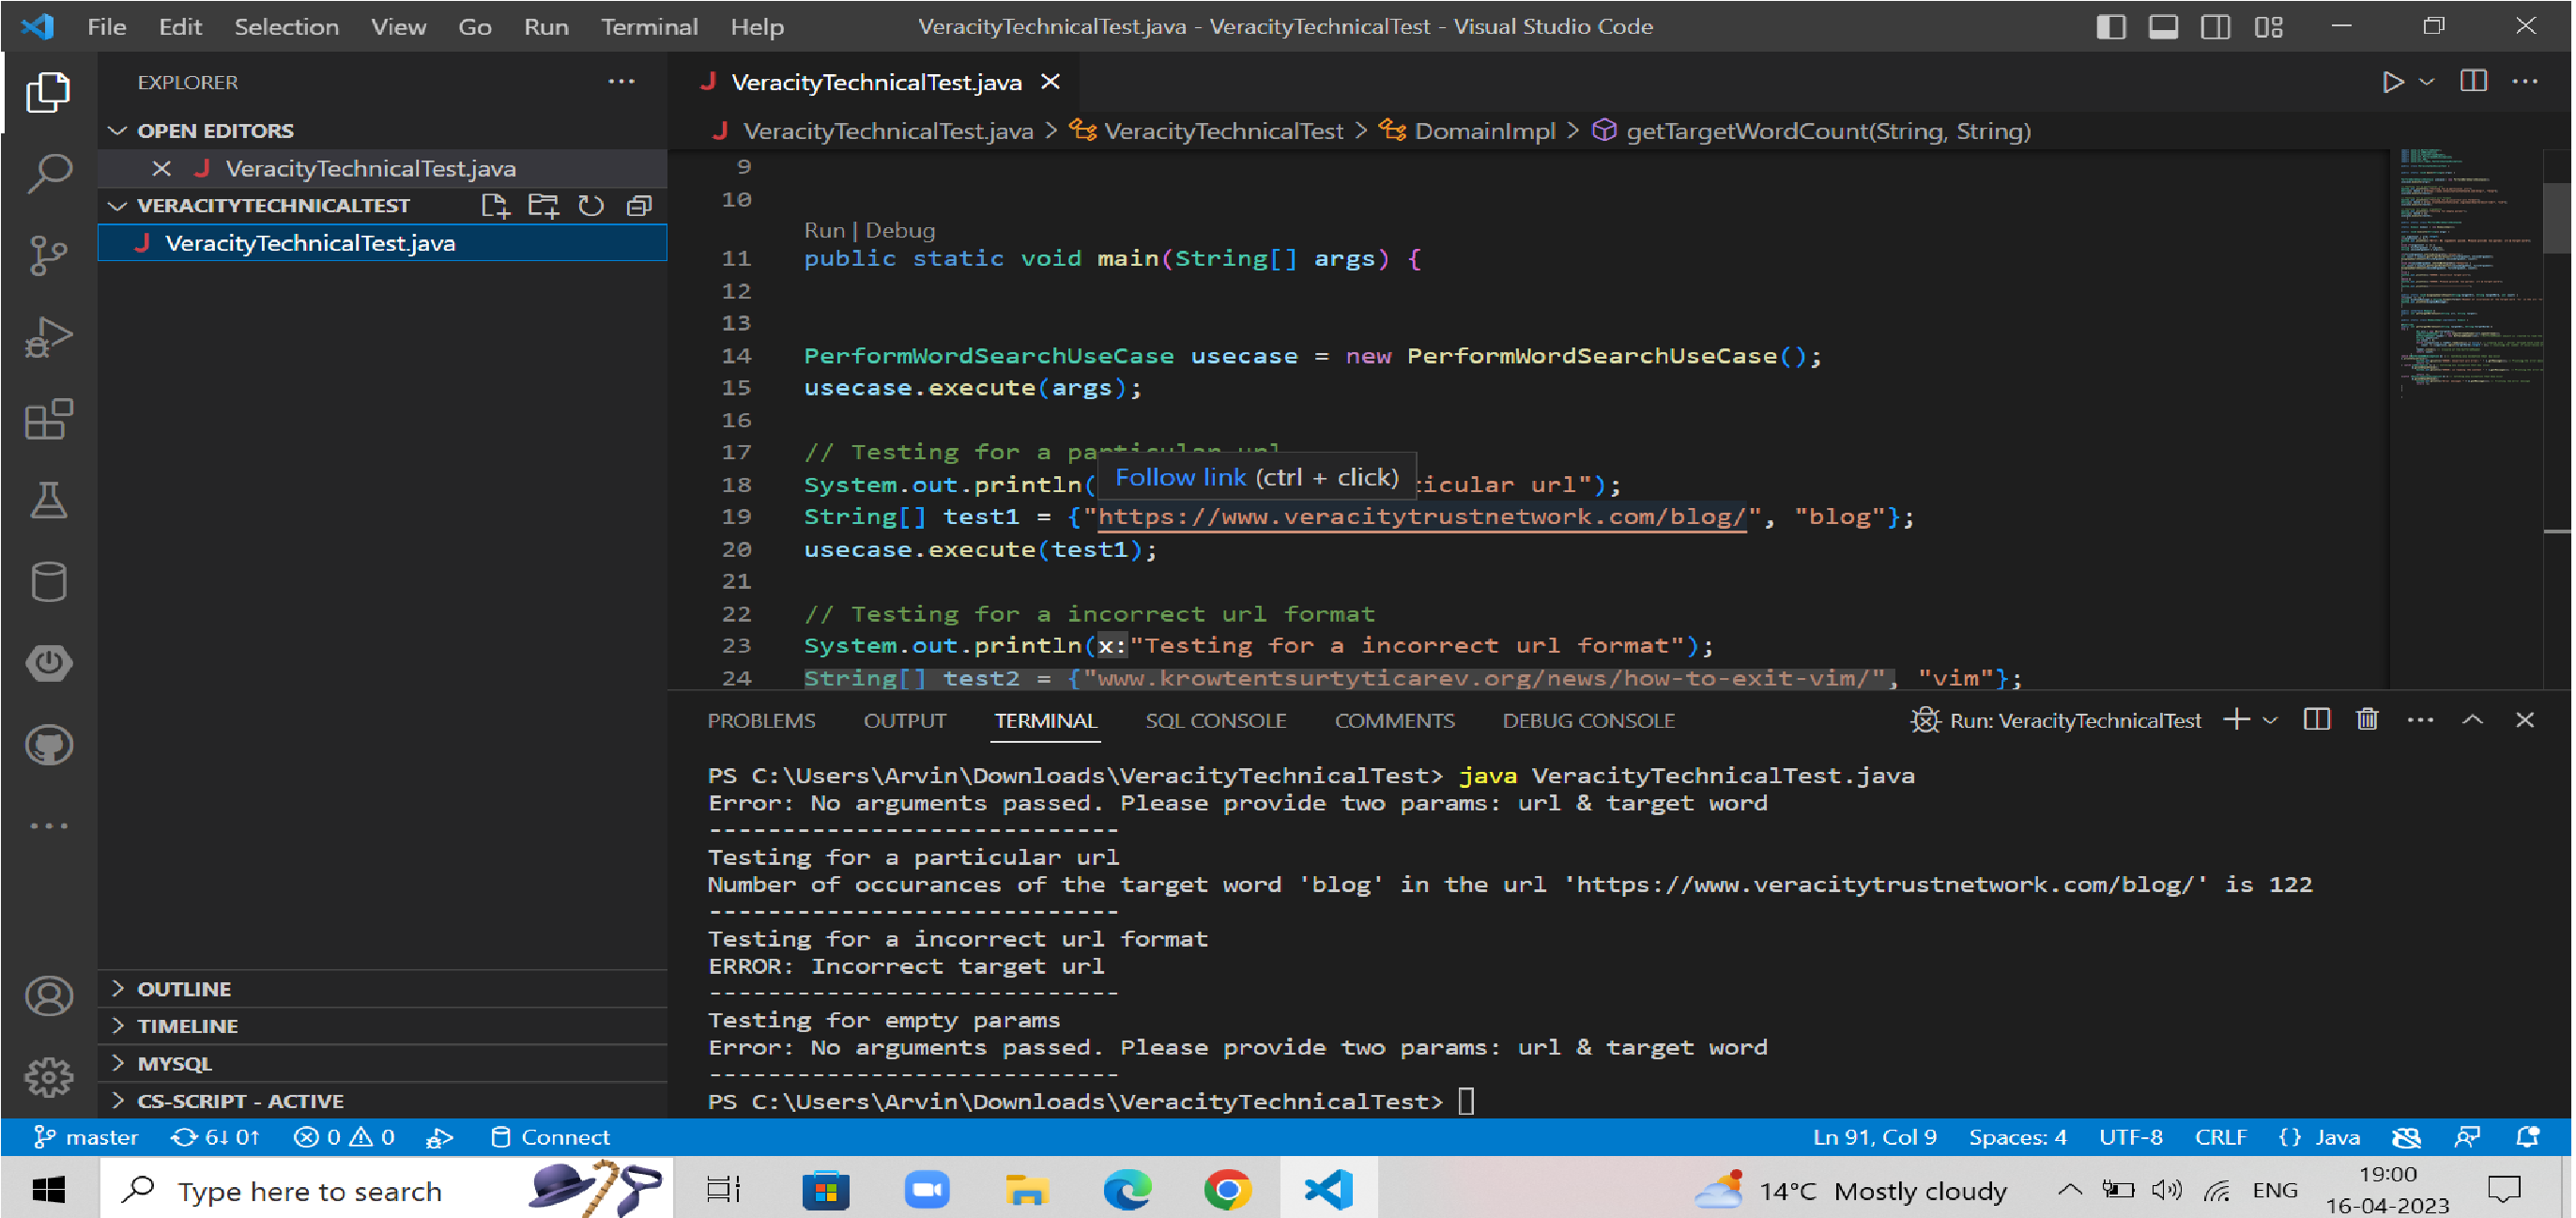 File Edit Selection View Go Run Terminal Help VeracityTechnicalTest.java - VeracityTechnicalTest - Visual Studio Code
EXPLORER
OPEN EDITORS
VeracityTechnicalTest.java
VERACITYTECHNICALTEST
VeracityTechnicalTest.java
OUTLINE
TIMELINE
MYSQL
CS-SCRIPT - ACTIVE
VeracityTechnicalTest.java
VeracityTechnicalTest.java > VeracityTechnicalTest > DomainImpl > getTargetWordCount(String, String)
9
10
Run | Debug
11 public static void main(String[] args) {
12
13
14 PerformWordSearchUseCase usecase = new PerformWordSearchUseCase();
15 usecase.execute(args);
16
17 // Testing for a particular url
Follow link (ctrl + click)
18 System.out.println( icular url");
19 String[] test1 = {"https://www.veracitytrustnetwork.com/blog/", "blog"};
20 usecase.execute(test1);
21
22 // Testing for a incorrect url format
23 System.out.println(x:"Testing for a incorrect url format");
24 String[] test2 = {"www.krowtentsurtyticarev.org/news/how-to-exit-vim/", "vim"};
PROBLEMS OUTPUT TERMINAL SQL CONSOLE COMMENTS DEBUG CONSOLE Run: VeracityTechnicalTest
PS C:\Users\Arvin\Downloads\VeracityTechnicalTest> java VeracityTechnicalTest.java
Error: No arguments passed. Please provide two params: url & target word
----------------------------
Testing for a particular url
Number of occurances of the target word 'blog' in the url 'https://www.veracitytrustnetwork.com/blog/' is 122
----------------------------
Testing for a incorrect url format
ERROR: Incorrect target url
----------------------------
Testing for empty params
Error: No arguments passed. Please provide two params: url & target word
----------------------------
PS C:\Users\Arvin\Downloads\VeracityTechnicalTest>
master 6↓ 0↑ 0 0 Connect Ln 91, Col 9 Spaces: 4 UTF-8 CRLF {} Java
Type here to search 14°C Mostly cloudy ENG 19:00
16-04-2023